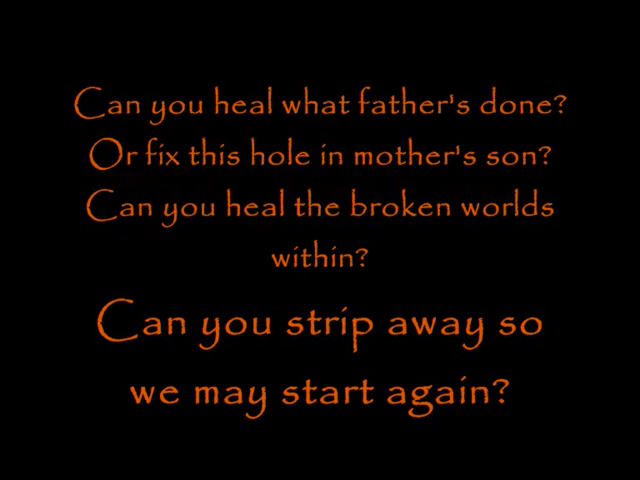 Can you heal what father's done?
Or fix this hole in mother's son?
Can you heal the broken worlds
within?
Can you strip away so
we may start again?